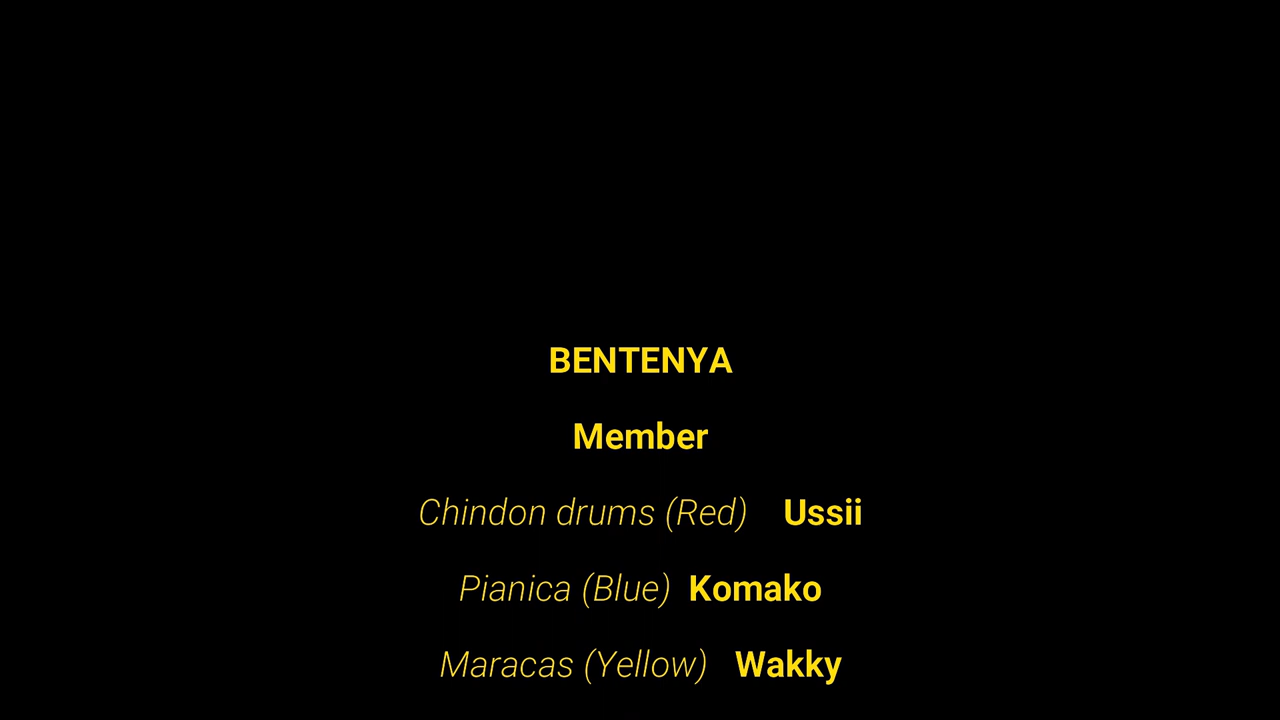 BENTENYA
Member
Chindon drums (Red) Ussii
Pianica (Blue) Komako
Maracas (Yellow) Wakky